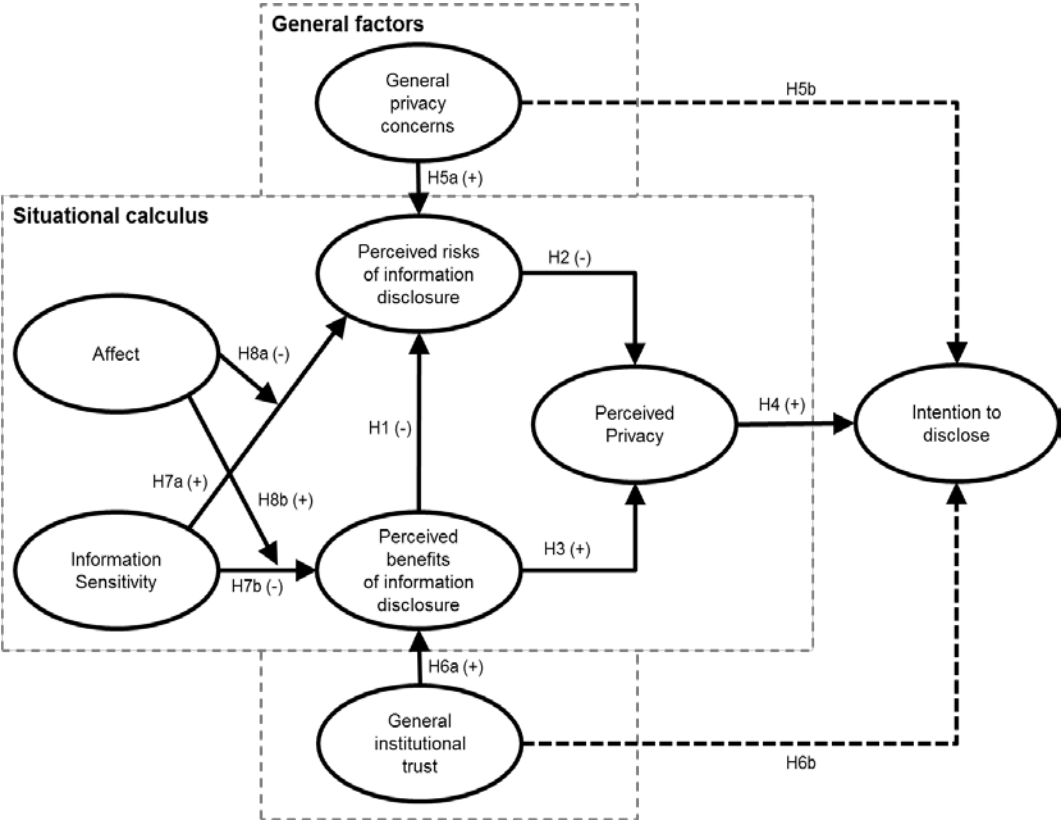 General factors
General
privacy
concerns
H5b
H5a (+)
Situational calculus
Perceived risks
of information
disclosure
H2 (-)
Affect
H8a (-)
H1 (-)
Perceived
Privacy
H4 (+)
Intention to
disclose
H7a (+)
H8b (+)
Information
Sensitivity
H7b (-)
Perceived
benefits
of information
disclosure
H3 (+)
H6a (+)
General
institutional
trust
H6b